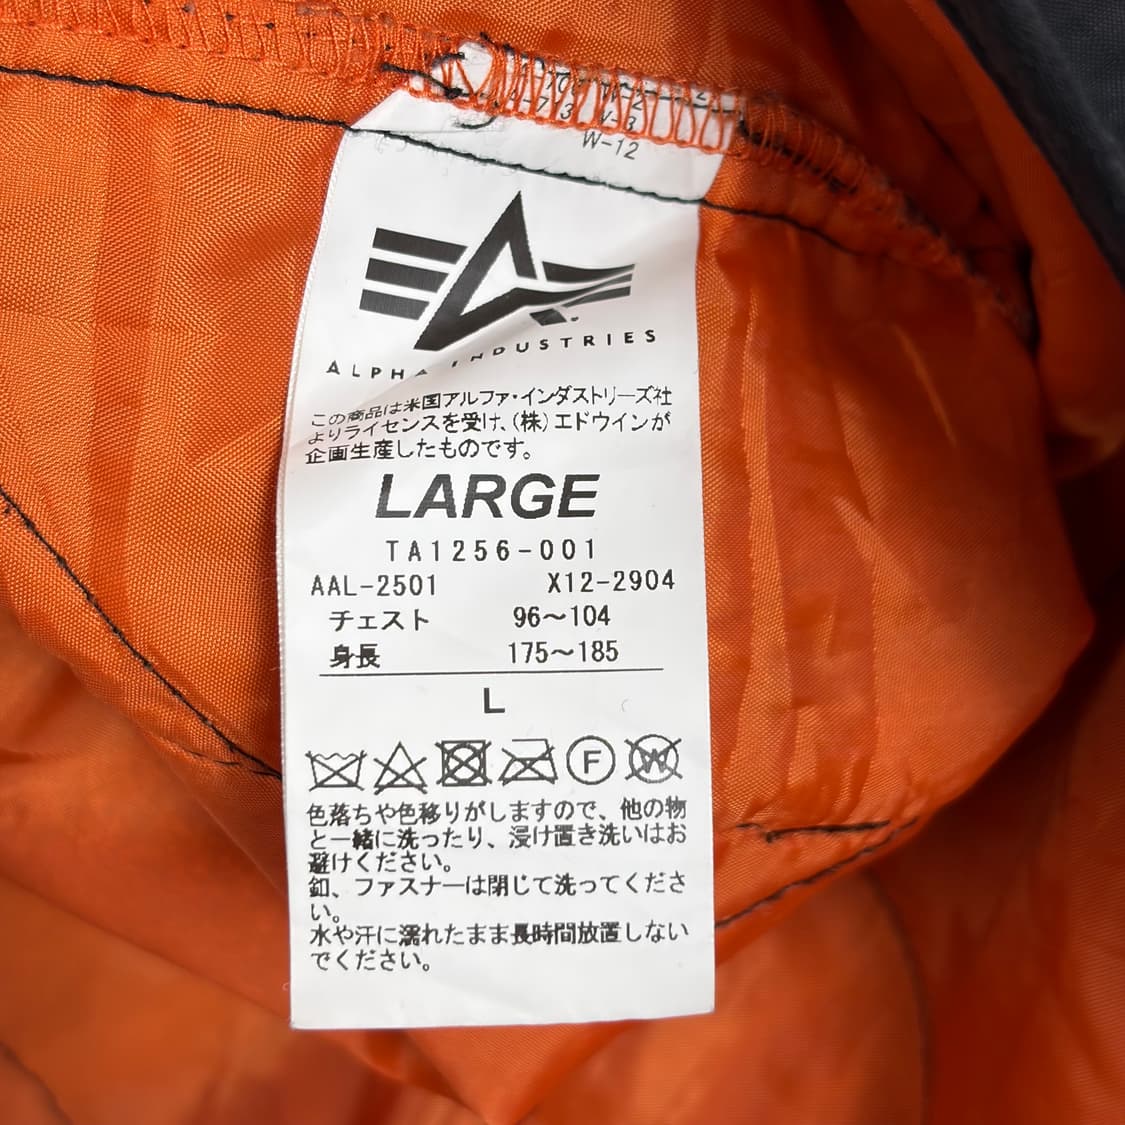 W-12
ALPHA INDUSTRIES
この商品は米国アルファ・インダストリーズ社
よりライセンスを受け、(株)エドウインが
企画生産したものです。
LARGE
TA1256-001
AAL-2501 X12-2904
チェスト 96〜104
身長 175〜185
L
F W
色落ちや色移りがしますので、他の物
と一緒に洗ったり、浸け置き洗いはお
避けください。
釦、ファスナーは閉じて洗ってくださ
い。
水や汗に濡れたまま長時間放置しない
でください。